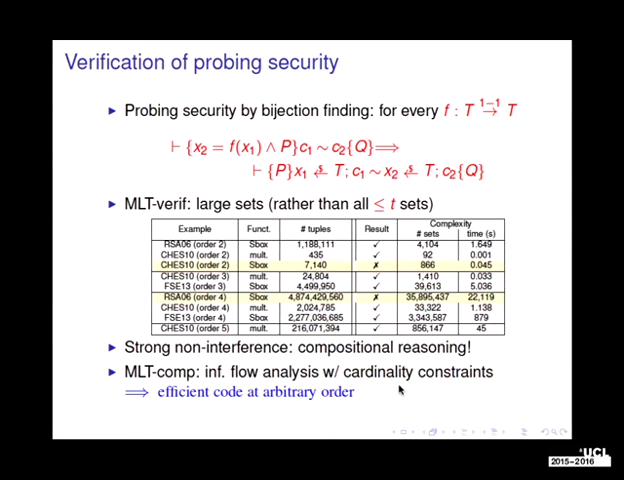 Verification of probing security
▶ Probing security by bijection finding: for every f : T 1−1→ T
⊢ {x₂ = f(x₁) ∧ P}c₁ ∼ c₂{Q}⟹
⊢ {P}x₁ ↞$ T; c₁ ∼ x₂ ↞$ T; c₂{Q}
▶ MLT-verif: large sets (rather than all ≤ t sets)
Example Funct. # tuples Result Complexity
# sets time (s)
RSA06 (order 2) Sbox 1,188,111 ✓ 4,104 1.649
CHES10 (order 2) mult. 435 ✓ 92 0.001
CHES10 (order 2) Sbox 7,140 ✗ 866 0.045
CHES10 (order 3) mult. 24,804 ✓ 1,410 0.033
FSE13 (order 3) Sbox 4,499,950 ✓ 39,613 5.036
RSA06 (order 4) Sbox 4,874,429,560 ✗ 35,895,437 22,119
CHES10 (order 4) mult. 2,024,785 ✓ 33,322 1.138
FSE13 (order 4) Sbox 2,277,036,685 ✓ 3,343,587 879
CHES10 (order 5) mult. 216,071,394 ✓ 856,147 45
▶ Strong non-interference: compositional reasoning!
▶ MLT-comp: inf. flow analysis w/ cardinality constraints
⟹ efficient code at arbitrary order
UCL
2015–2016